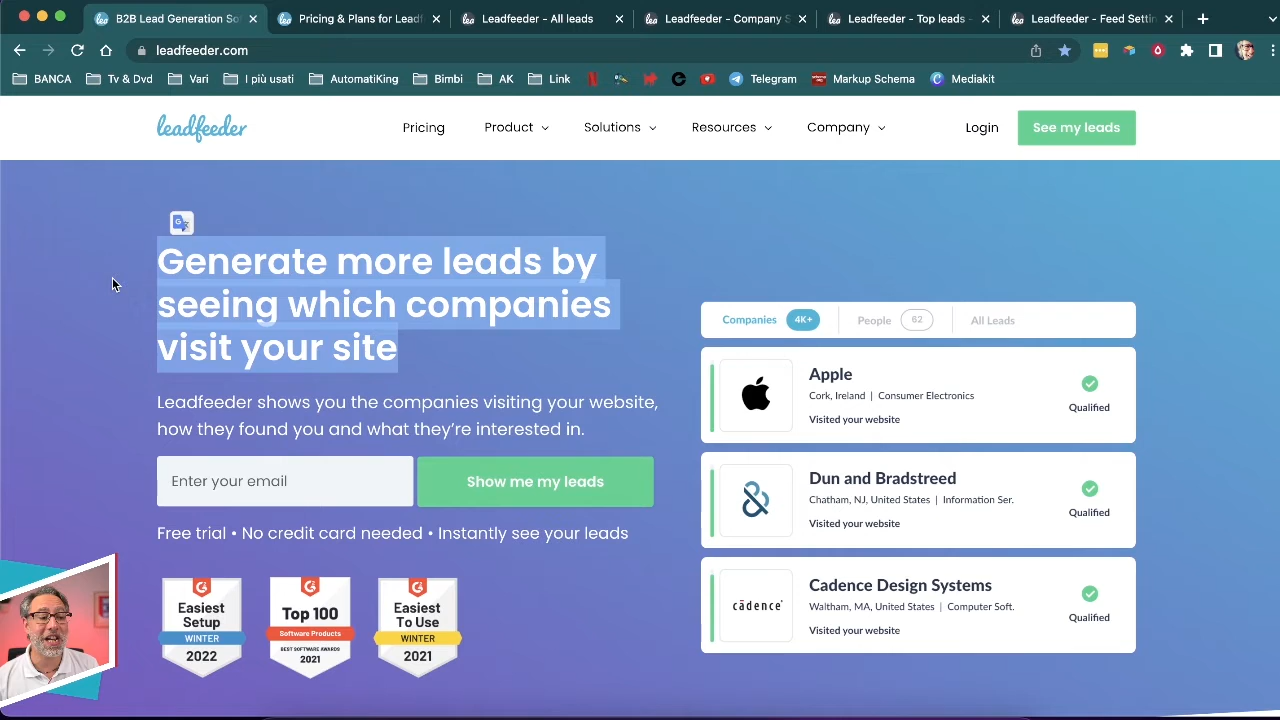 B2B Lead Generation So
Pricing & Plans for Leadf
Leadfeeder - All leads
Leadfeeder - Company S
Leadfeeder - Top leads -
Leadfeeder - Feed Settin
leadfeeder.com
BANCA
Tv & Dvd
Vari
I più usati
AutomatiKing
Bimbi
AK
Link
Telegram
Markup Schema
Mediakit
leadfeeder
Pricing
Product
Solutions
Resources
Company
Login
See my leads
Generate more leads by
seeing which companies
visit your site
Leadfeeder shows you the companies visiting your website,
how they found you and what they're interested in.
Enter your email
Show me my leads
Free trial • No credit card needed • Instantly see your leads
Easiest
Setup
WINTER
2022
Top 100
Software Products
BEST SOFTWARE AWARDS
2021
Easiest
To Use
WINTER
2021
Companies 4K+
People 62
All Leads
Apple
Cork, Ireland | Consumer Electronics
Visited your website
Qualified
Dun and Bradstreed
Chatham, NJ, United States | Information Ser.
Visited your website
Qualified
cādence
Cadence Design Systems
Waltham, MA, United States | Computer Soft.
Visited your website
Qualified